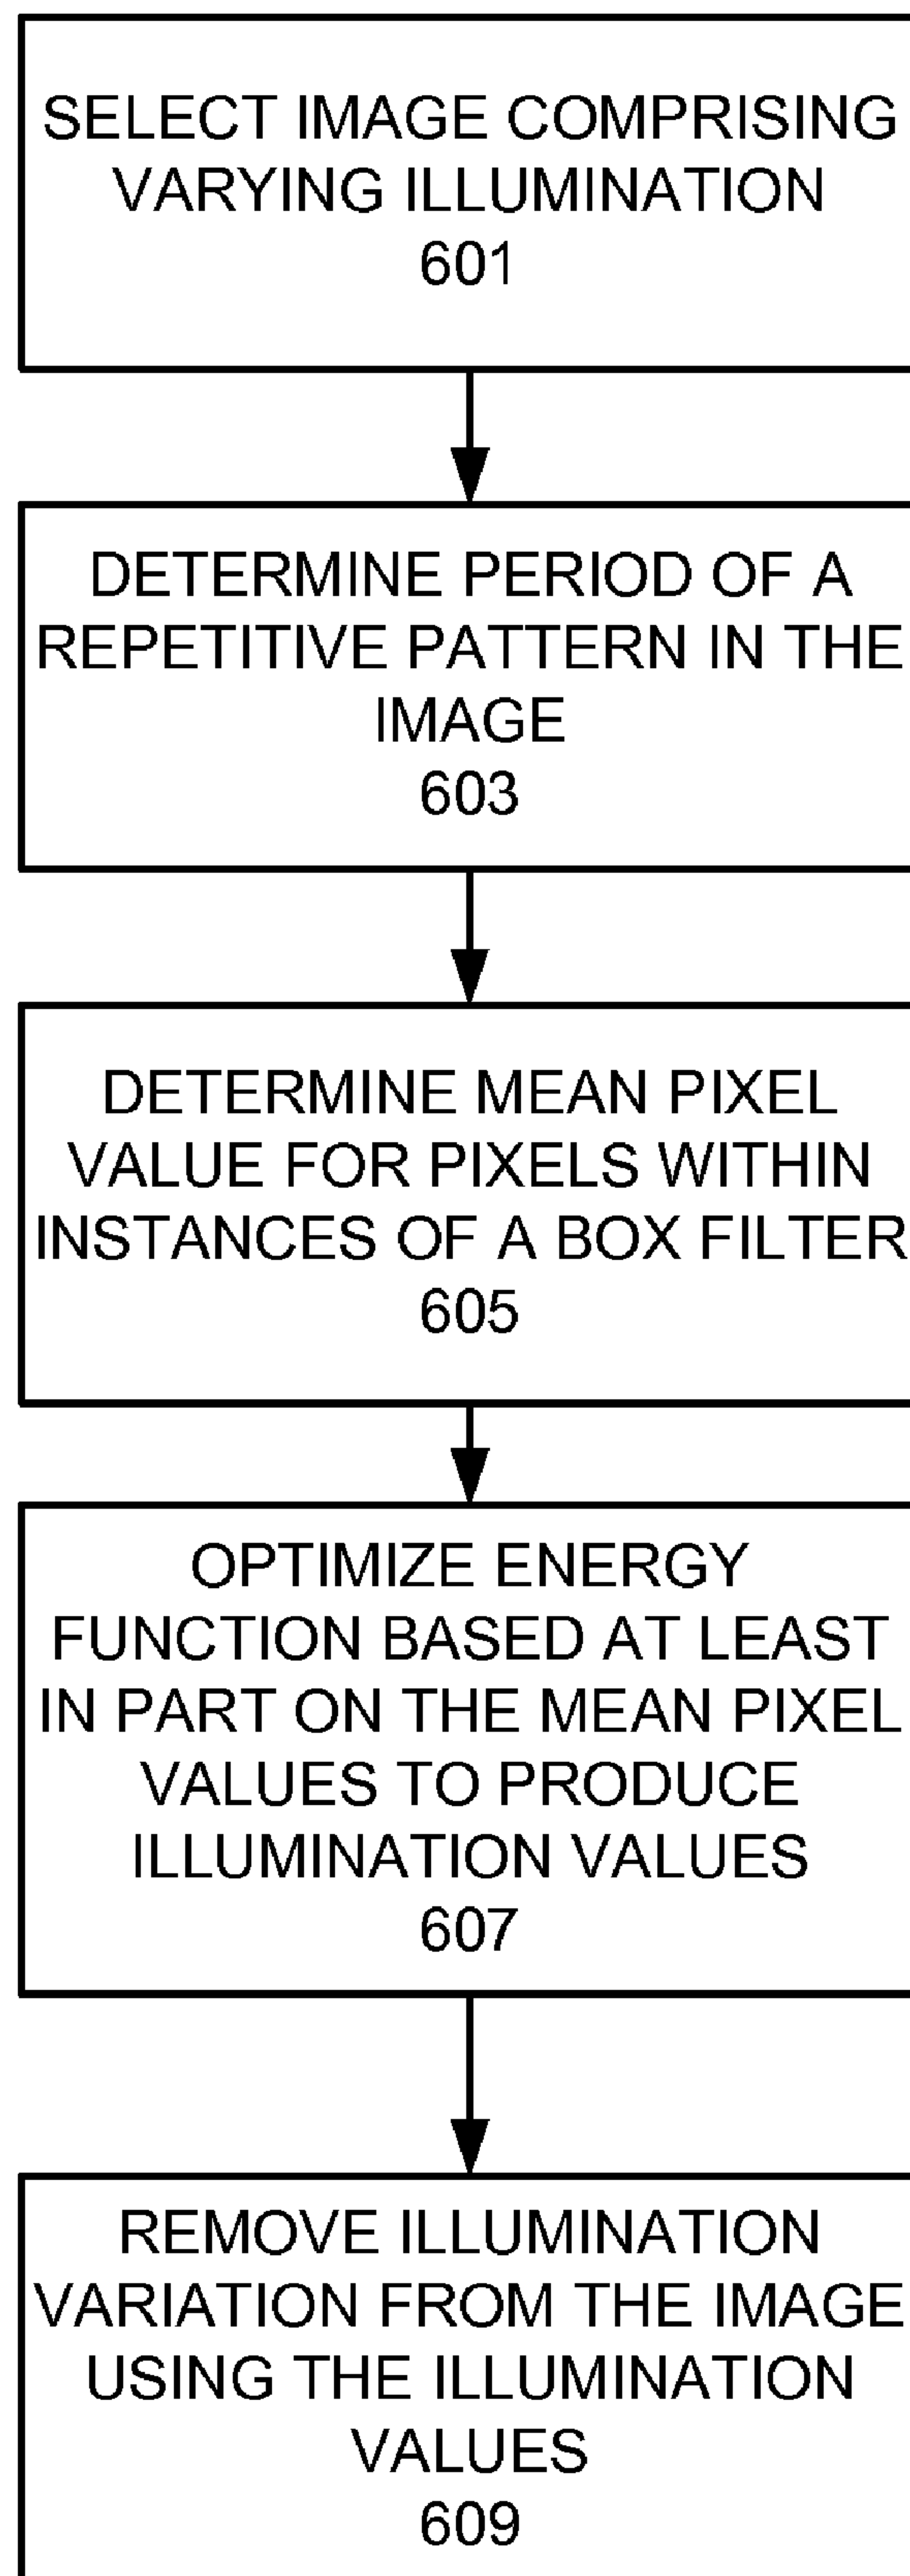 SELECT IMAGE COMPRISING
VARYING ILLUMINATION
601
DETERMINE PERIOD OF A
REPETITIVE PATTERN IN THE
IMAGE
603
DETERMINE MEAN PIXEL
VALUE FOR PIXELS WITHIN
INSTANCES OF A BOX FILTER
605
OPTIMIZE ENERGY
FUNCTION BASED AT LEAST
IN PART ON THE MEAN PIXEL
VALUES TO PRODUCE
ILLUMINATION VALUES
607
REMOVE ILLUMINATION
VARIATION FROM THE IMAGE
USING THE ILLUMINATION
VALUES
609